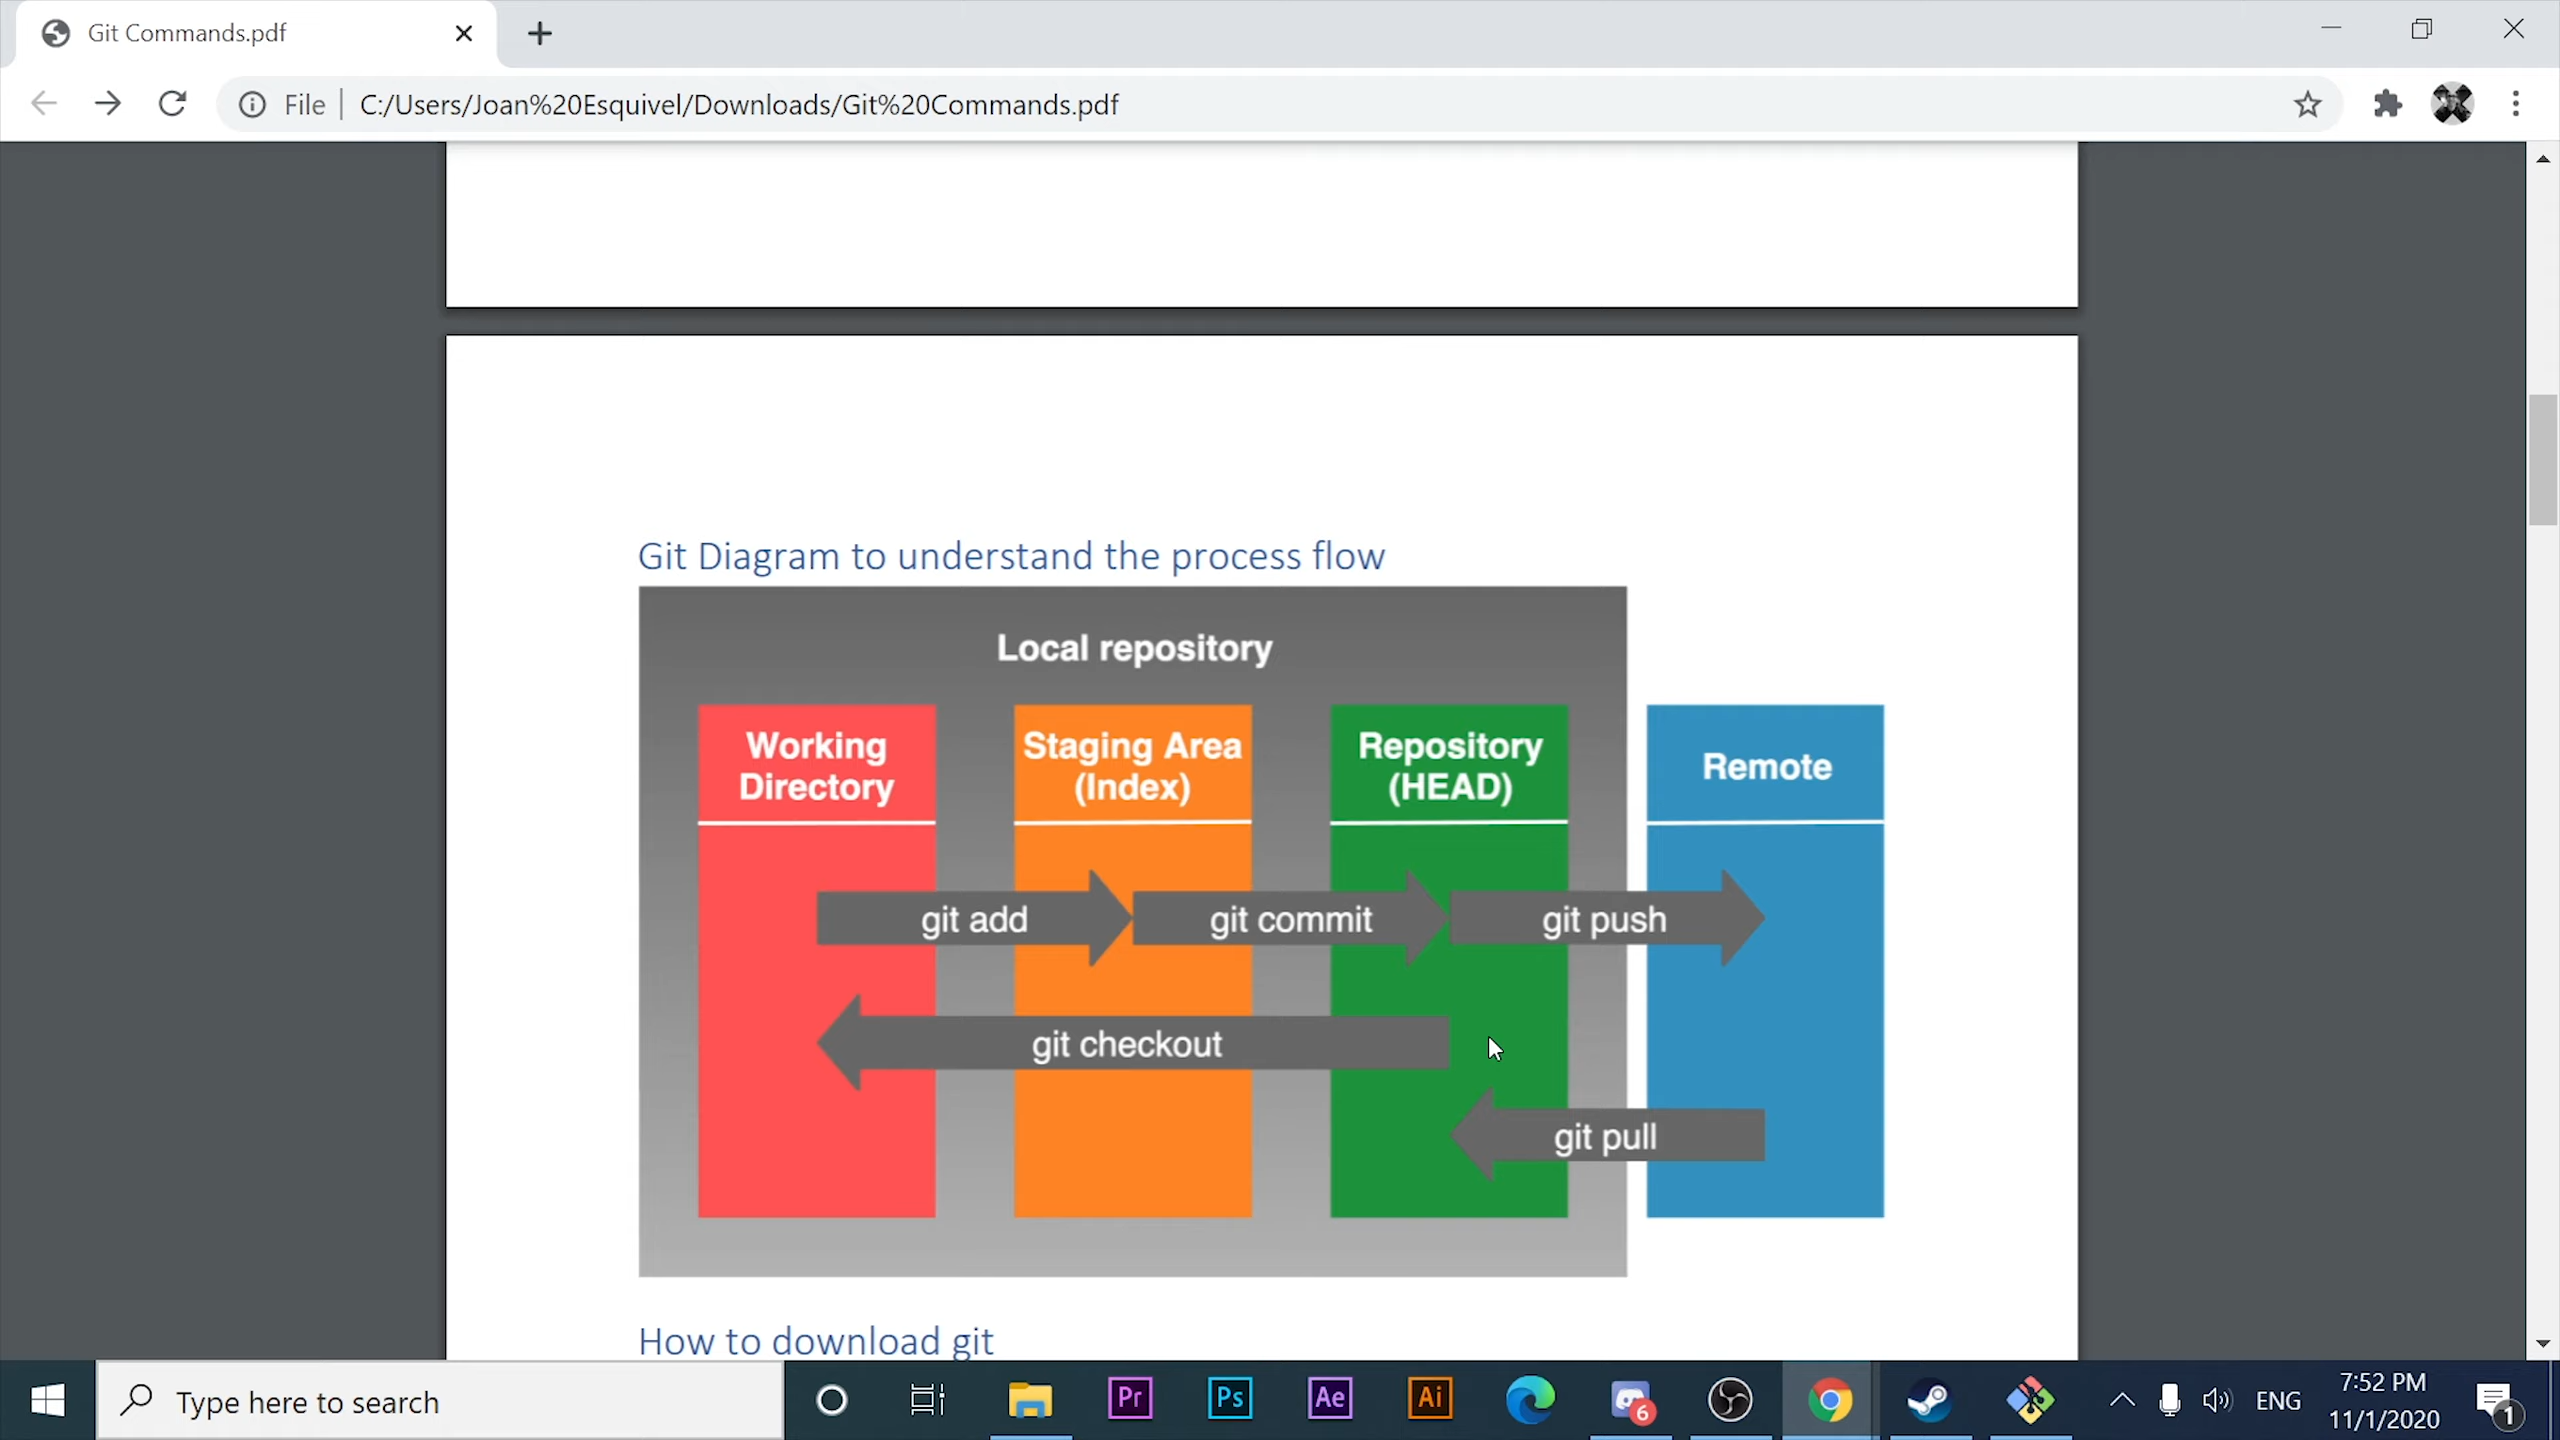 Git Commands.pdf
File
C:/Users/Joan%20Esquivel/Downloads/Git%20Commands.pdf
Git Diagram to understand the process flow
Local repository
Working
Directory
Staging Area
(Index)
Repository
(HEAD)
Remote
git add
git commit
git push
git checkout
git pull
How to download git
Type here to search
Pr
Ps
Ae
Ai
6
ENG
7:52 PM
11/1/2020
1